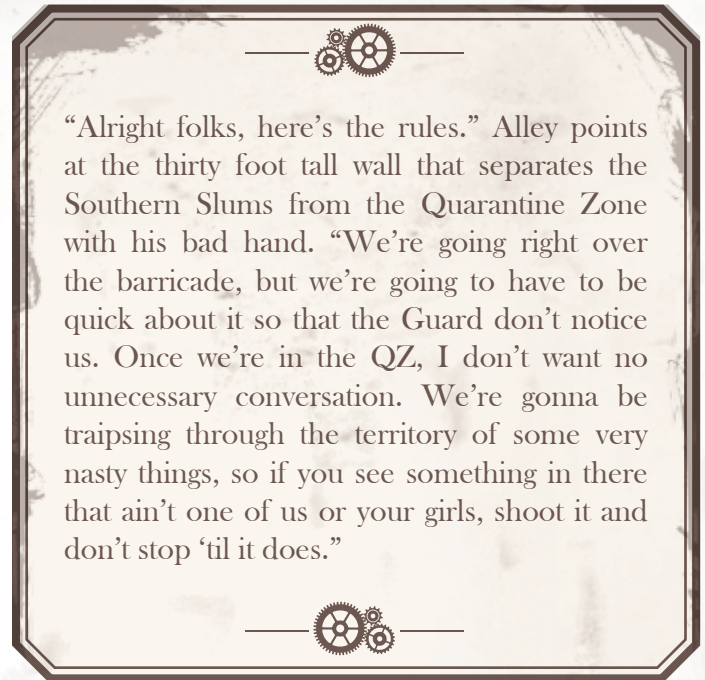 “Alright folks, here’s the rules.” Alley points
at the thirty foot tall wall that separates the
Southern Slums from the Quarantine Zone
with his bad hand. “We’re going right over
the barricade, but we’re going to have to be
quick about it so that the Guard don’t notice
us. Once we’re in the QZ, I don’t want no
unnecessary conversation. We’re gonna be
traipsing through the territory of some very
nasty things, so if you see something in there
that ain’t one of us or your girls, shoot it and
don’t stop ‘til it does.”